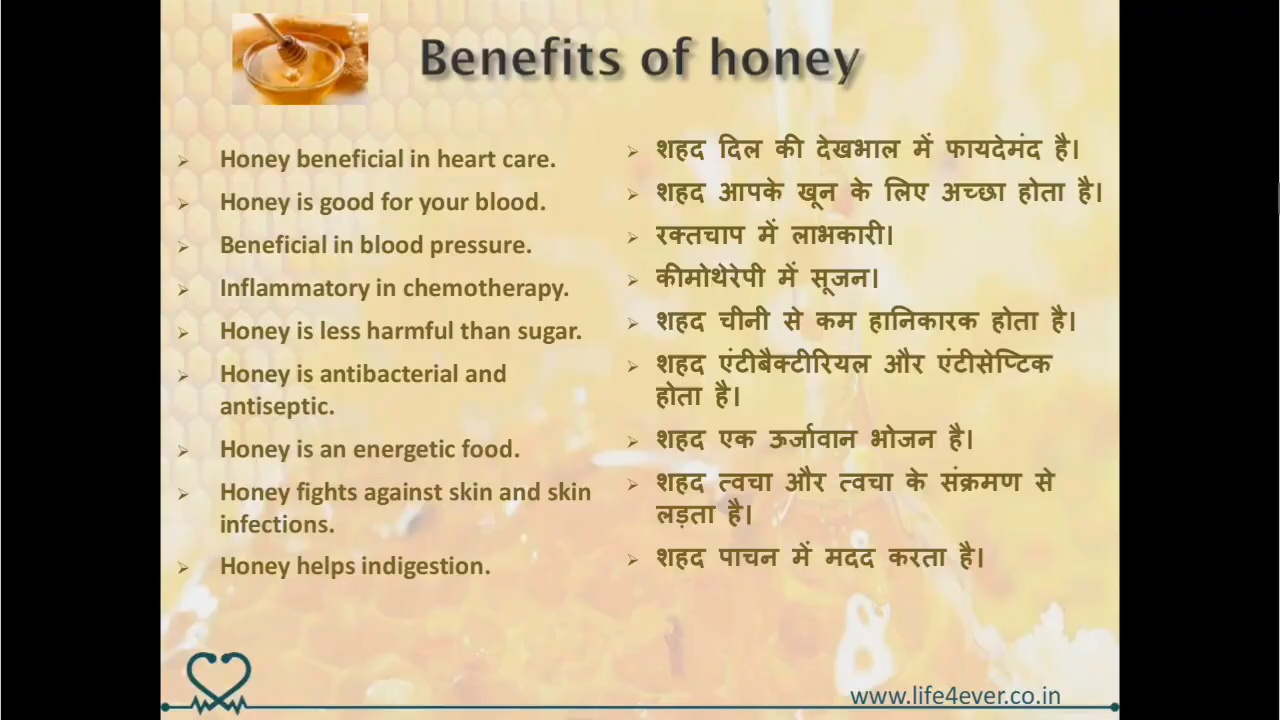 Benefits of honey
Honey beneficial in heart care.
Honey is good for your blood.
Beneficial in blood pressure.
Inflammatory in chemotherapy.
Honey is less harmful than sugar.
Honey is antibacterial and
antiseptic.
Honey is an energetic food.
Honey fights against skin and skin
infections.
Honey helps indigestion.
शहद दिल की देखभाल में फायदेमंद है।
शहद आपके खून के लिए अच्छा होता है।
रक्तचाप में लाभकारी।
कीमोथेरेपी में सूजन।
शहद चीनी से कम हानिकारक होता है।
शहद एंटीबैक्टीरियल और एंटीसेप्टिक
होता है।
शहद एक ऊर्जावान भोजन है।
शहद त्वचा और त्वचा के संक्रमण से
लड़ता है।
शहद पाचन में मदद करता है।
www.life4ever.co.in